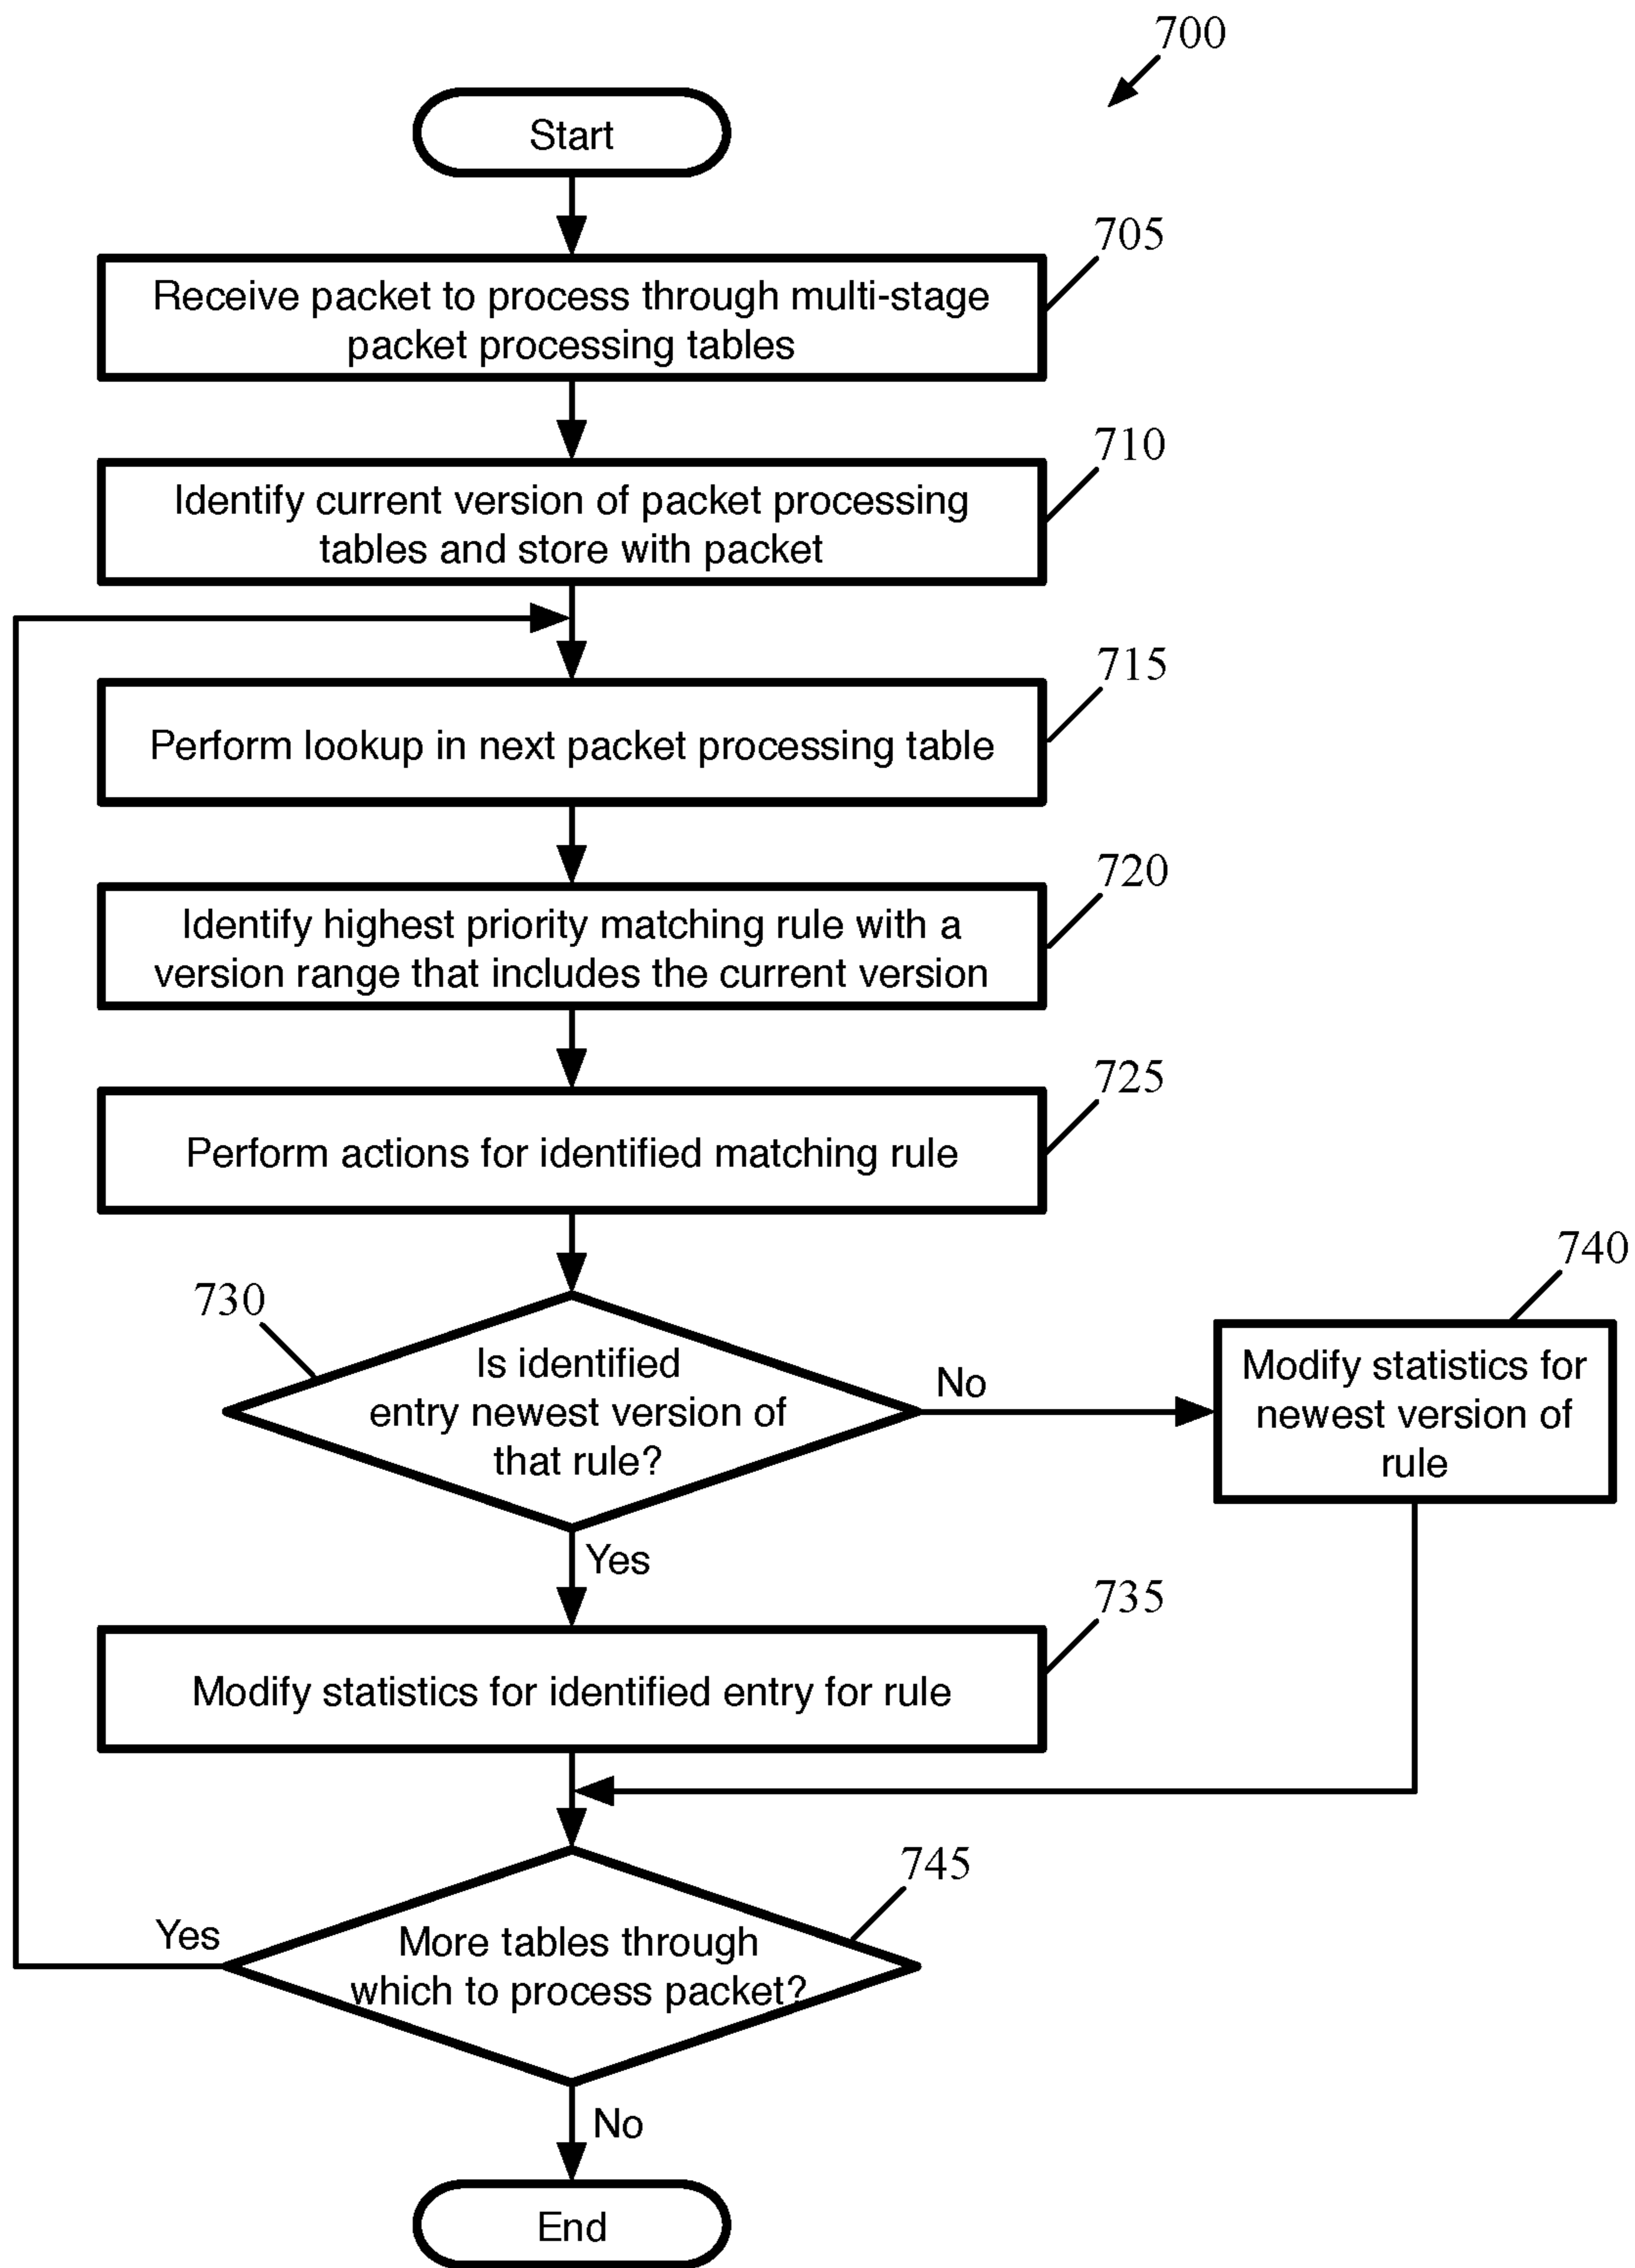 700
Start
705
Receive packet to process through multi-stage
packet processing tables
710
Identify current version of packet processing
tables and store with packet
715
Perform lookup in next packet processing table
720
Identify highest priority matching rule with a
version range that includes the current version
725
Perform actions for identified matching rule
730
Is identified
entry newest version of
that rule?
No
740
Modify statistics for
newest version of
rule
Yes
735
Modify statistics for identified entry for rule
745
Yes
More tables through
which to process packet?
No
End